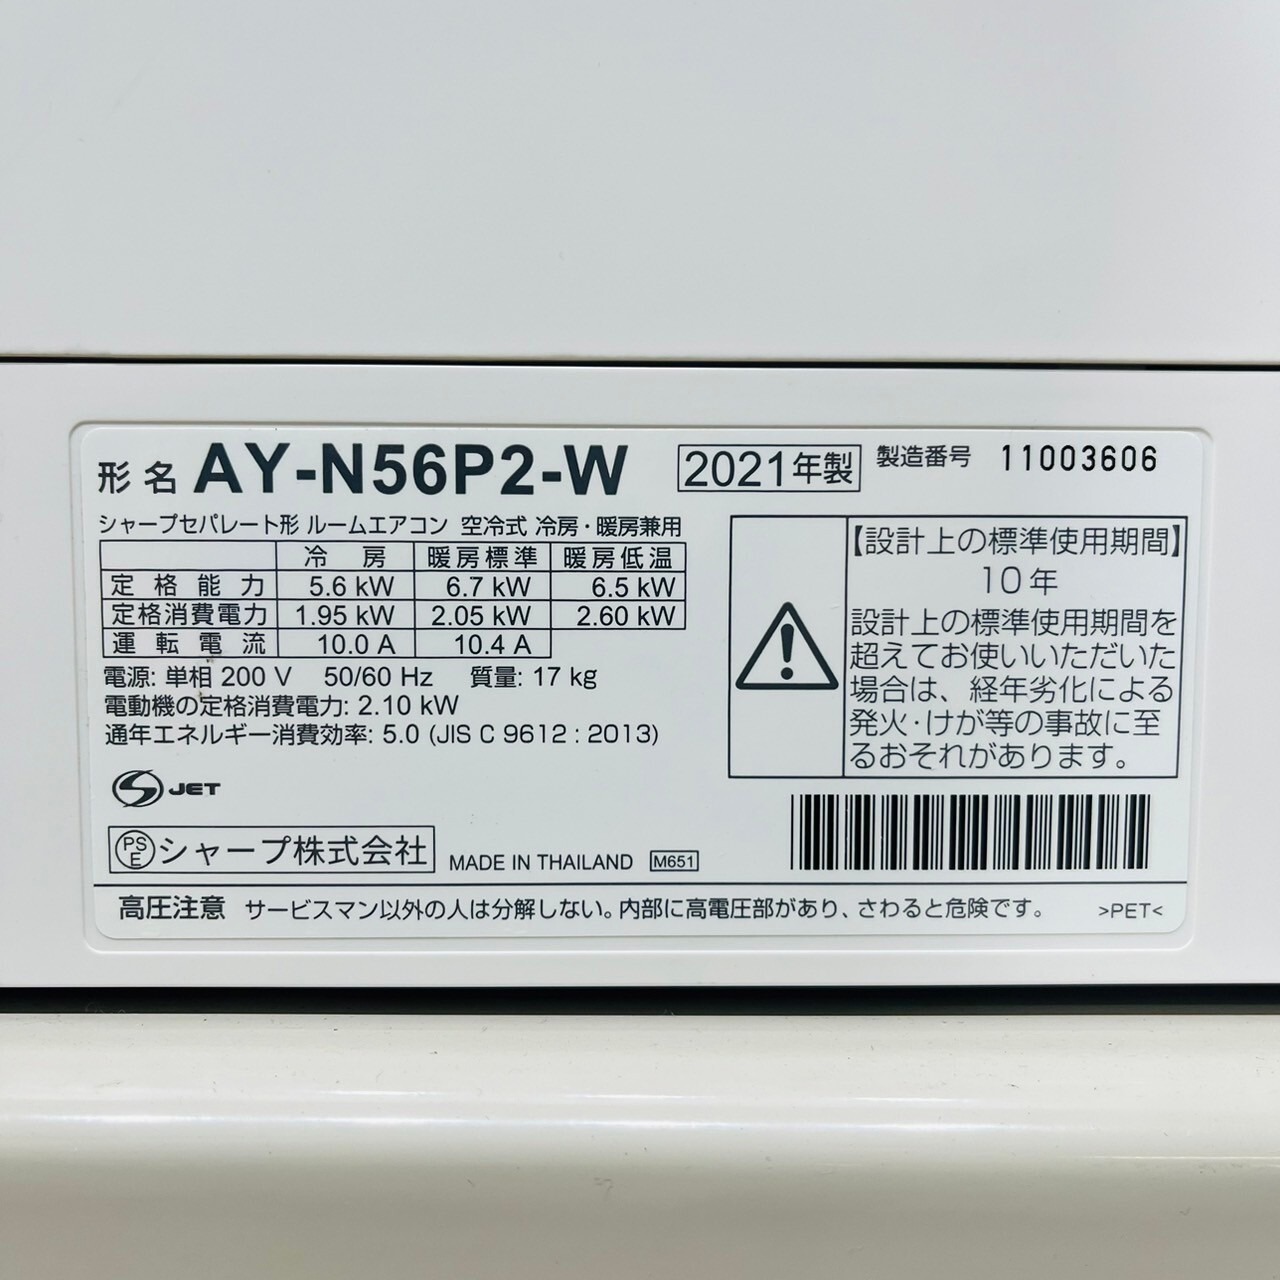 形名 AY-N56P2-W 2021年製 製造番号 11003606
シャープセパレート形 ルームエアコン 空冷式 冷房・暖房兼用
冷房 暖房標準 暖房低温
定格能力 5.6 kW 6.7 kW 6.5 kW
定格消費電力 1.95 kW 2.05 kW 2.60 kW
運転電流 10.0 A 10.4 A
電源: 単相 200 V 50/60 Hz 質量: 17 kg
電動機の定格消費電力: 2.10 kW
通年エネルギー消費効率: 5.0 (JIS C 9612 : 2013)
【設計上の標準使用期間】
10年
設計上の標準使用期間を
超えてお使いいただいた
場合は、経年劣化による
発火・けが等の事故に至
るおそれがあります。
S JET
PSE シャープ株式会社 MADE IN THAILAND M651
高圧注意 サービスマン以外の人は分解しない。内部に高電圧部があり、さわると危険です。 >PET<